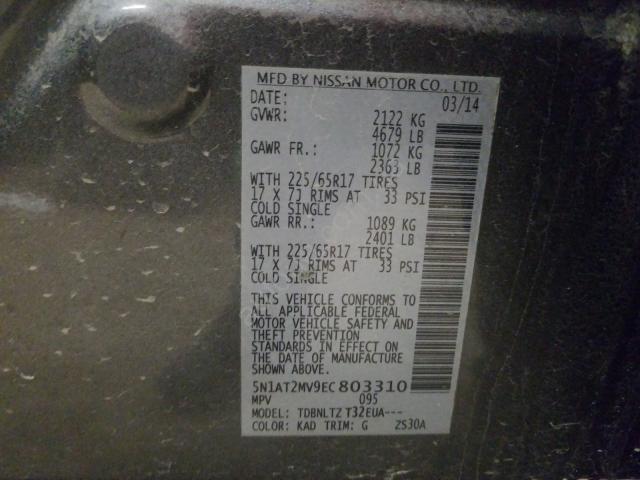 MFD BY NISSAN MOTOR CO., LTD.
DATE: 03/14
GVWR: 2122 KG
4679 LB
GAWR FR.: 1072 KG
2363 LB
WITH 225/65R17 TIRES
17 X 7J RIMS AT 33 PSI
COLD SINGLE
GAWR RR.: 1089 KG
2401 LB
WITH 225/65R17 TIRES
17 X 7J RIMS AT 33 PSI
COLD SINGLE
THIS VEHICLE CONFORMS TO
ALL APPLICABLE FEDERAL
MOTOR VEHICLE SAFETY AND
THEFT PREVENTION
STANDARDS IN EFFECT ON
THE DATE OF MANUFACTURE
SHOWN ABOVE.
5N1AT2MV9EC803310
MPV 095
MODEL: TDBNLTZ T32EUA---
COLOR: KAD TRIM: G ZS30A